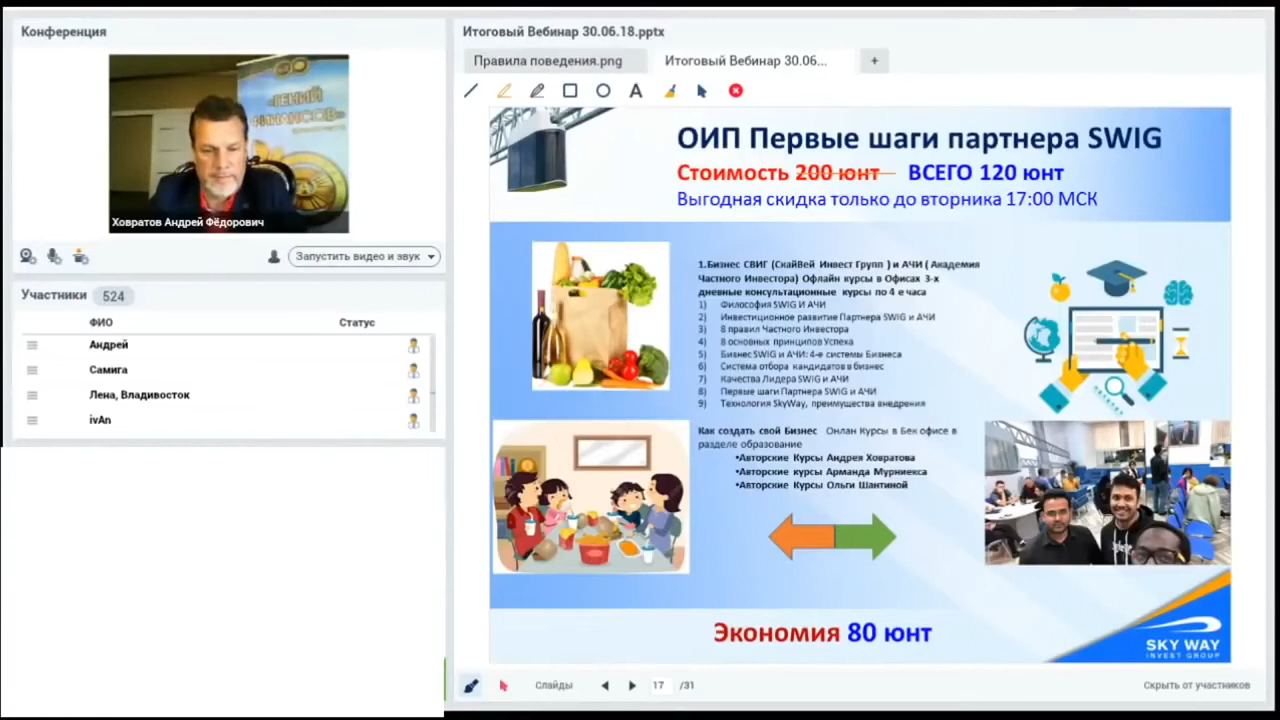 Конференция
«ГЕНИЙ
ФИНАНСОВ»
Ховратов Андрей Фёдорович
Запустить видео и звук
Участники 524
ФИО Статус
Андрей
Самига
Лена, Владивосток
ivAn
Итоговый Вебинар 30.06.18.pptx
Правила поведения.png Итоговый Вебинар 30.06... +
A
ОИП Первые шаги партнера SWIG
Стоимость 200 юнт ВСЕГО 120 юнт
Выгодная скидка только до вторника 17:00 МСК
1.Бизнес СВИГ (СкайВей Инвест Групп ) и АЧИ ( Академия
Частного Инвестора) Офлайн курсы в Офисах 3-х
дневные консультационные курсы по 4 е часа
1) Философия SWIG И АЧИ
2) Инвестиционное развитие Партнера SWIG и АЧИ
3) 8 правил Частного Инвестора
4) 8 основных принципов Успеха
5) Бизнес SWIG и АЧИ: 4-е системы Бизнеса
6) Система отбора кандидатов в бизнес
7) Качества Лидера SWIG и АЧИ
8) Первые шаги Партнера SWIG и АЧИ
9) Технология SkyWay, преимущества внедрения
Как создать свой Бизнес Онлан Курсы в Бек офисе в
разделе образование
•Авторские Курсы Андрея Ховратова
•Авторские курсы Арманда Мурниекса
•Авторские Курсы Ольги Шантиной
Экономия 80 юнт
SKY WAY
INVEST GROUP
Слайды 17 /31
Скрыть от участников